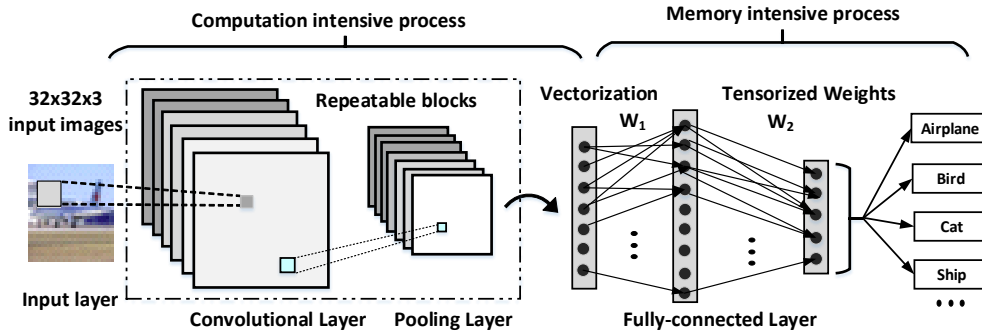 Computation intensive process
Memory intensive process
32x32x3
input images
Repeatable blocks
Vectorization
Tensorized Weights
W1
W2
Airplane
Bird
Cat
Ship
• • •
Input layer
Convolutional Layer
Pooling Layer
Fully-connected Layer